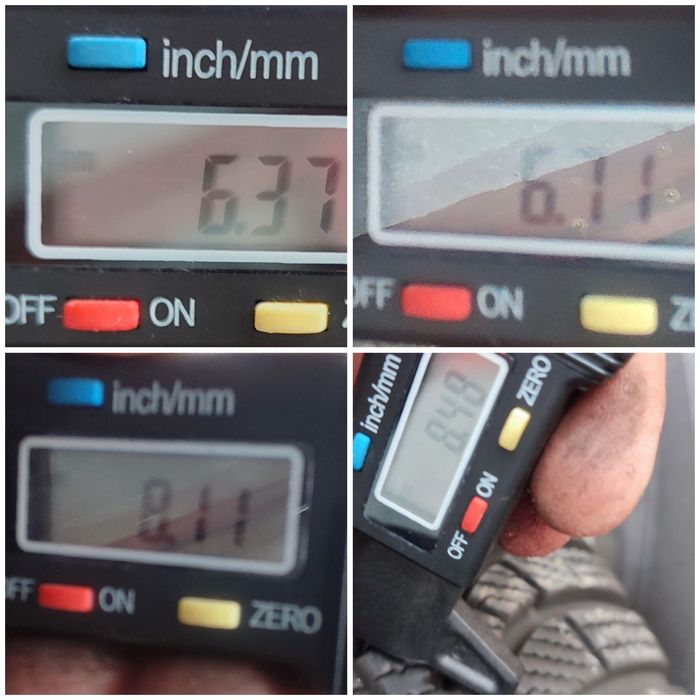 inch/mm
mm
6.37
OFF ON
inch/mm
6.11
OFF ON
inch/mm
8.11
OFF ON ZERO
inch/mm
8.48
OFF ON
ZERO